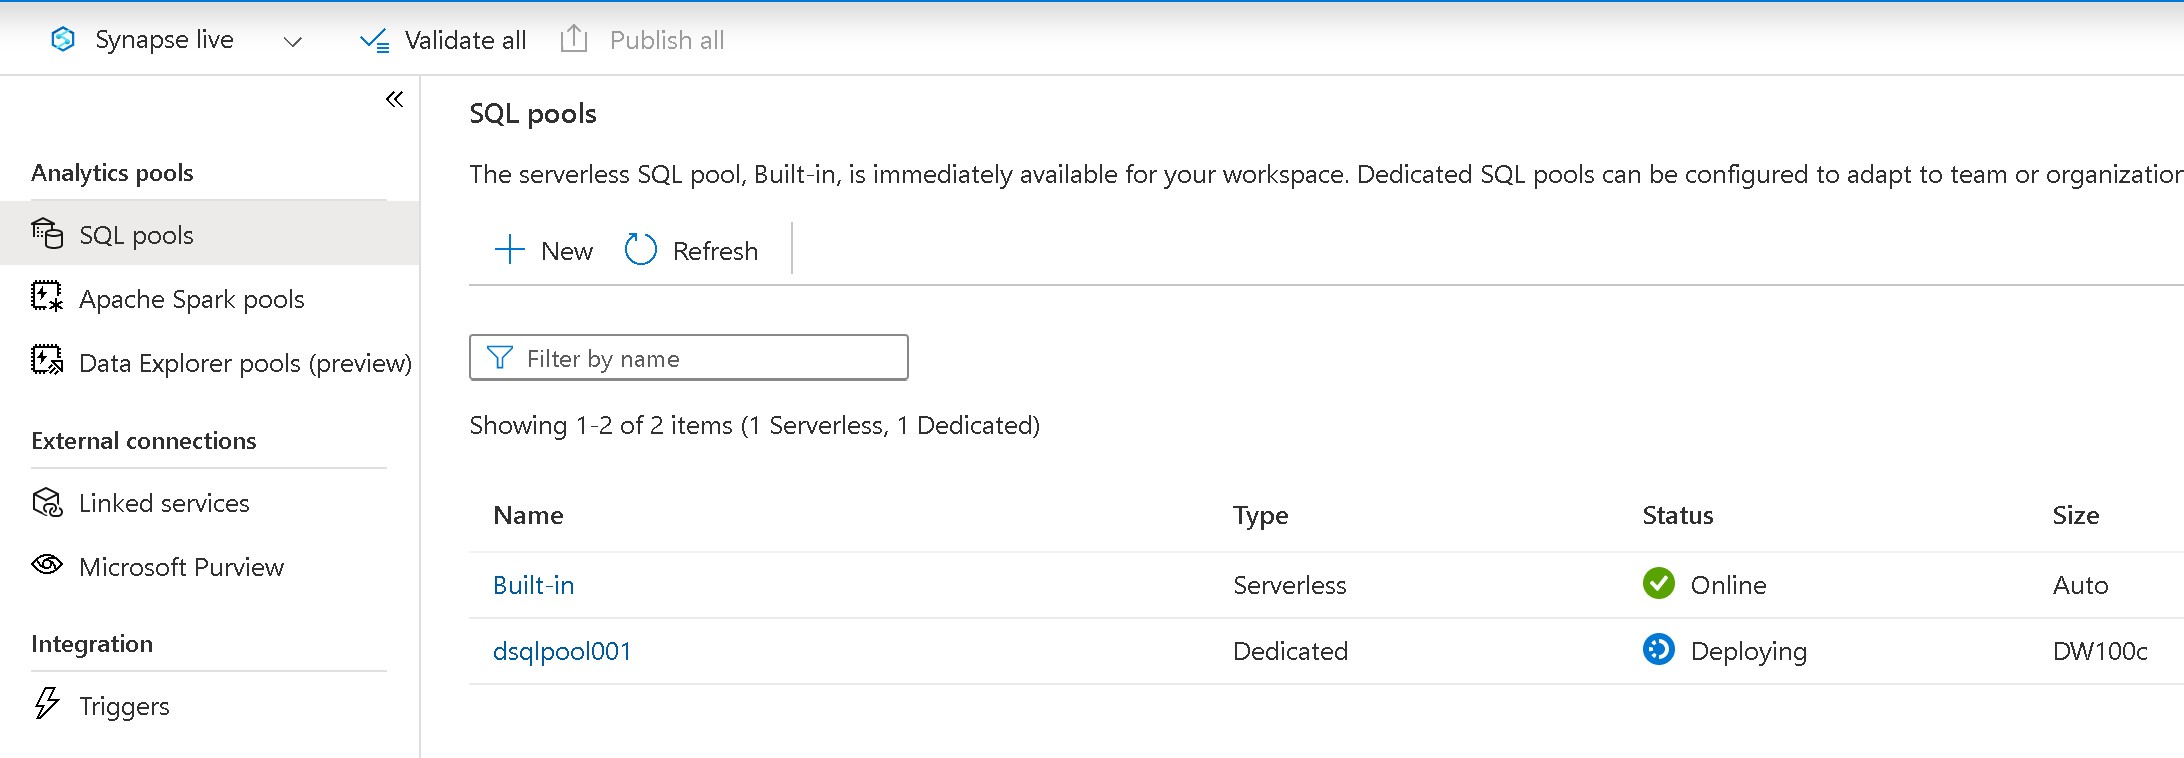 Synapse live
Validate all
Publish all
Analytics pools
SQL pools
Apache Spark pools
Data Explorer pools (preview)
External connections
Linked services
Microsoft Purview
Integration
Triggers
SQL pools
The serverless SQL pool, Built-in, is immediately available for your workspace. Dedicated SQL pools can be configured to adapt to team or organization
New
Refresh
Filter by name
Showing 1-2 of 2 items (1 Serverless, 1 Dedicated)
Name Type Status Size
Built-in Serverless Online Auto
dsqlpool001 Dedicated Deploying DW100c